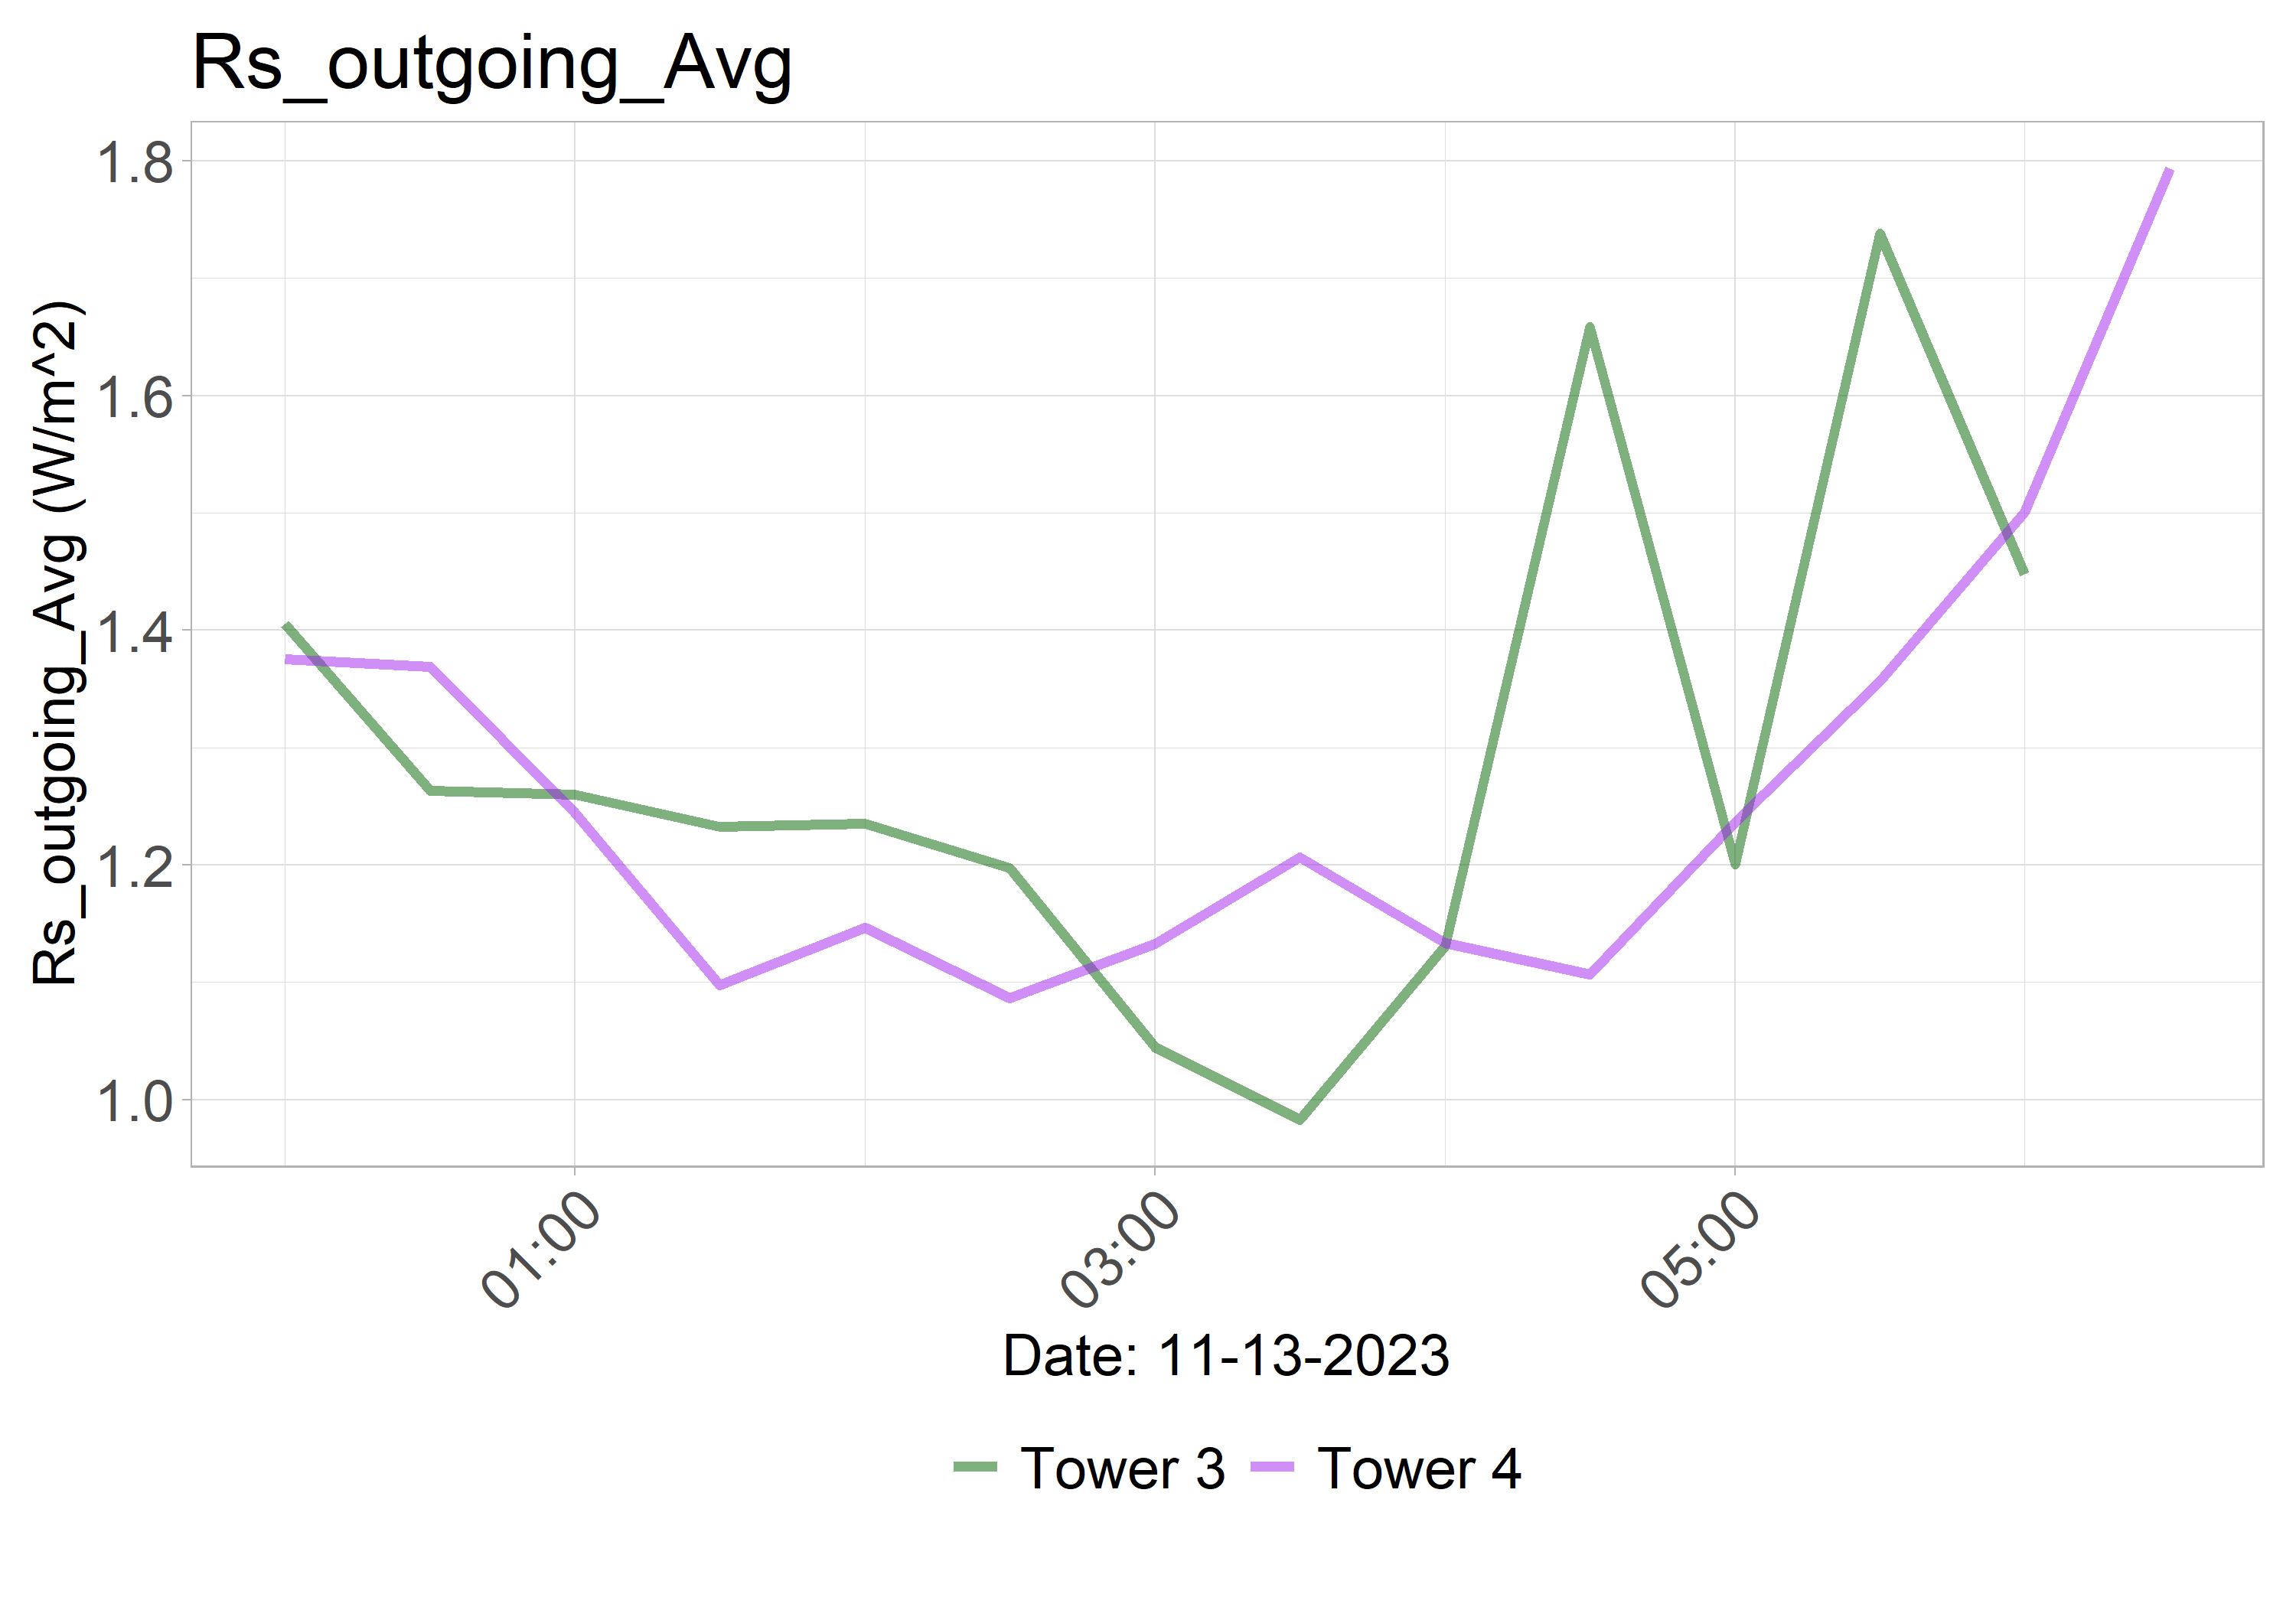 Rs_outgoing_Avg
Rs_outgoing_Avg (W/m^2)
1.8
1.6
1.4
1.2
1.0
01:00
03:00
05:00
Date: 11-13-2023
Tower 3
Tower 4